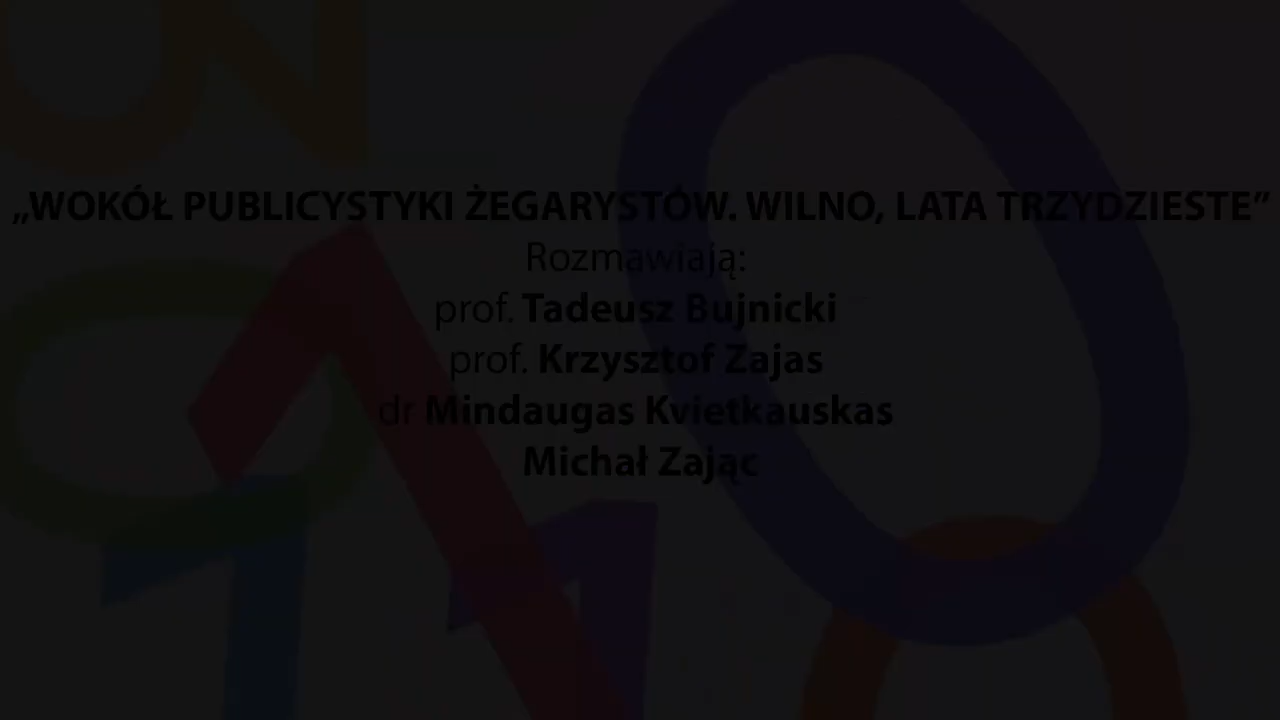 „WOKÓŁ PUBLICYSTYKI ŻEGARYSTÓW. WILNO, LATA TRZYDZIESTE”
Rozmawiają:
prof. Tadeusz Bujnicki
prof. Krzysztof Zajas
dr Mindaugas Kvietkauskas
Michał Zając